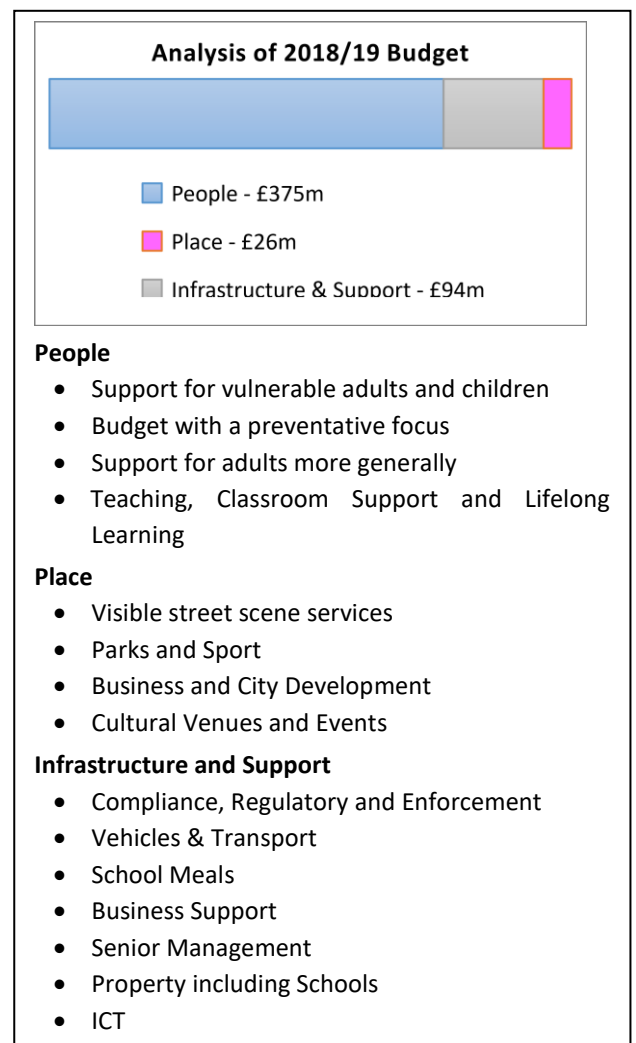 Analysis of 2018/19 Budget
People - £375m
Place - £26m
Infrastructure & Support - £94m
People
• Support for vulnerable adults and children
• Budget with a preventative focus
• Support for adults more generally
• Teaching, Classroom Support and Lifelong
Learning
Place
• Visible street scene services
• Parks and Sport
• Business and City Development
• Cultural Venues and Events
Infrastructure and Support
• Compliance, Regulatory and Enforcement
• Vehicles & Transport
• School Meals
• Business Support
• Senior Management
• Property including Schools
• ICT